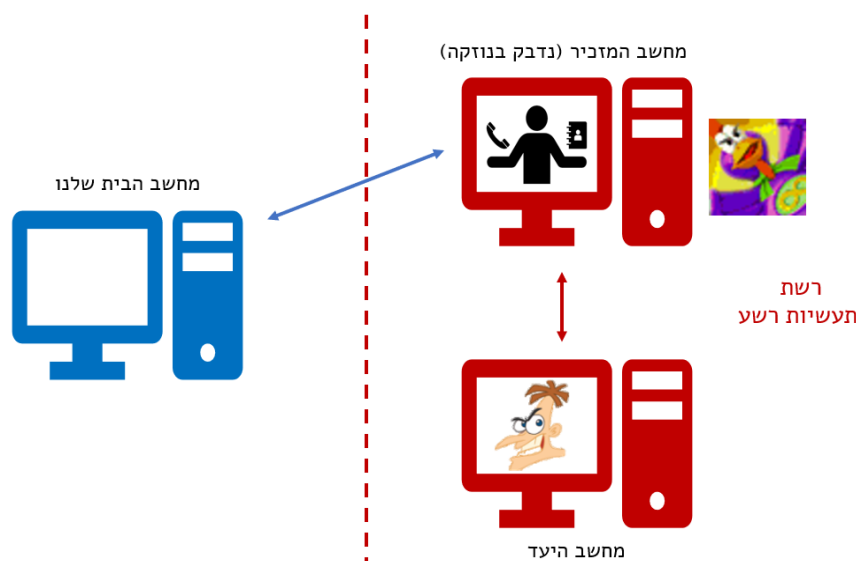 מחשב המזכיר (נדבק בנוזקה)
מחשב הבית שלנו
רשת
תעשיות רשע
מחשב היעד